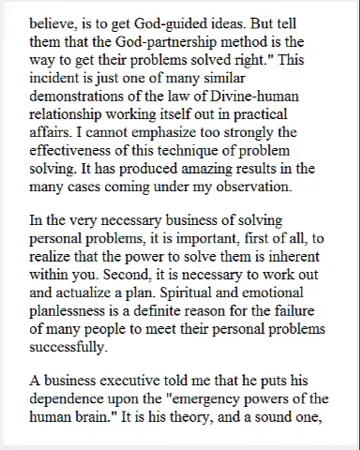 believe, is to get God-guided ideas. But tell
them that the God-partnership method is the
way to get their problems solved right." This
incident is just one of many similar
demonstrations of the law of Divine-human
relationship working itself out in practical
affairs. I cannot emphasize too strongly the
effectiveness of this technique of problem
solving. It has produced amazing results in the
many cases coming under my observation.
In the very necessary business of solving
personal problems, it is important, first of all, to
realize that the power to solve them is inherent
within you. Second, it is necessary to work out
and actualize a plan. Spiritual and emotional
planlessness is a definite reason for the failure
of many people to meet their personal problems
successfully.
A business executive told me that he puts his
dependence upon the "emergency powers of the
human brain." It is his theory, and a sound one,